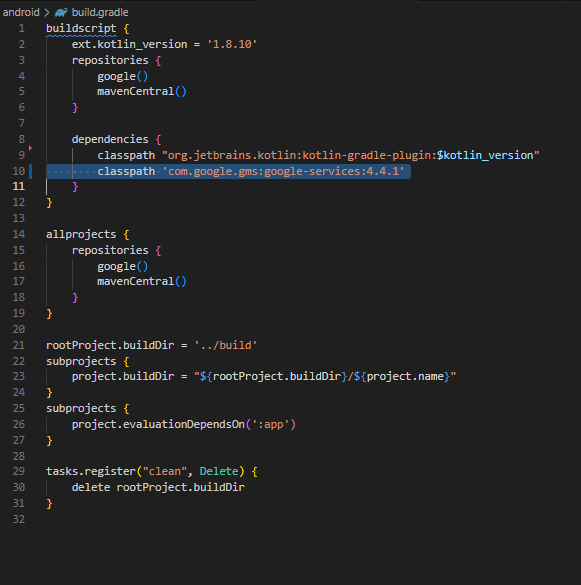 android > build.gradle
1 buildscript {
2     ext.kotlin_version = '1.8.10'
3     repositories {
4         google()
5         mavenCentral()
6     }
7
8     dependencies {
9         classpath "org.jetbrains.kotlin:kotlin-gradle-plugin:$kotlin_version"
10         classpath 'com.google.gms:google-services:4.4.1'
11     }
12 }
13
14 allprojects {
15     repositories {
16         google()
17         mavenCentral()
18     }
19 }
20
21 rootProject.buildDir = '../build'
22 subprojects {
23     project.buildDir = "${rootProject.buildDir}/${project.name}"
24 }
25 subprojects {
26     project.evaluationDependsOn(':app')
27 }
28
29 tasks.register("clean", Delete) {
30     delete rootProject.buildDir
31 }
32